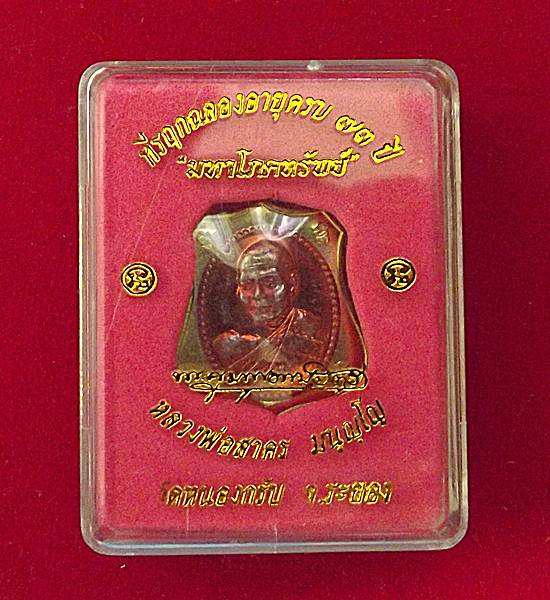 ที่รฤกฉลองอายุครบ ๗๓ ปี
"มหาโภคทรัพย์"
หลวงพ่อสาคร มนุญฺโญ
วัดหนองกรับ จ.ระยอง